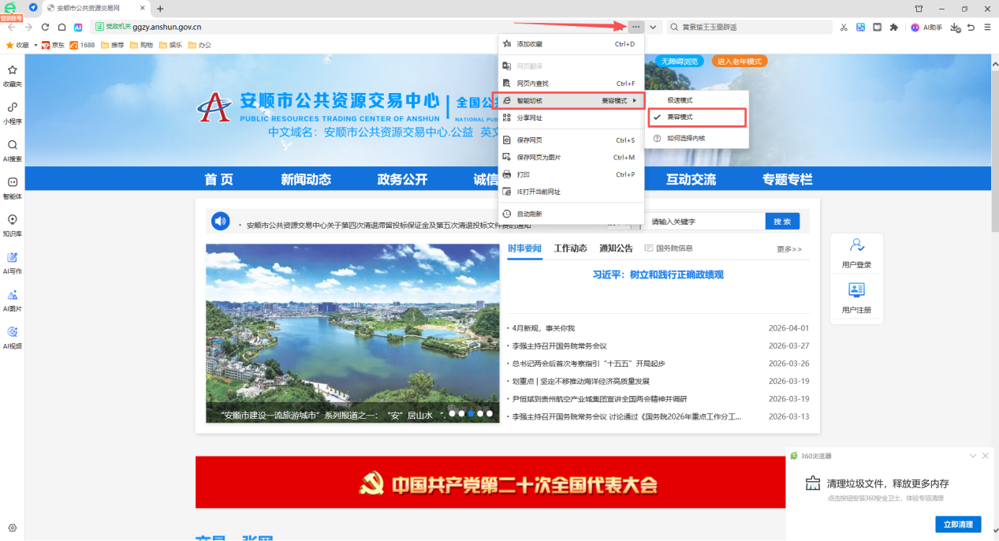 安顺市公共资源交易网
登录账号
党政机关 ggzy.anshun.gov.cn
黄景瑜王玉雯辟谣
AI助手
收藏 京东 1688 推荐 购物 娱乐 办公
收藏夹
小程序
AI搜索
智能体
知识库
AI写作
AI图片
AI视频
添加收藏 Ctrl+D
网页翻译
网页内查找 Ctrl+F
智能切核 兼容模式
分享网址
保存网页 Ctrl+S
保存网页为图片 Ctrl+M
打印 Ctrl+P
IE打开当前网址
自动刷新
极速模式
兼容模式
如何选择内核
无障碍浏览 进入老年模式
安顺市公共资源交易中心 全国公
PUBLIC RESOURCES TRADING CENTER OF ANSHUN NATIONAL PUB
中文域名：安顺市公共资源交易中心.公益 英文
首 页 新闻动态 政务公开 诚信 互动交流 专题专栏
安顺市公共资源交易中心关于第四次清退滞留投标保证金及第五次清退投标文件费的通知
请输入关键字 搜 索
时事要闻 工作动态 通知公告 国务院信息 更多>>
习近平：树立和践行正确政绩观
· 4月新规，事关你我 2026-04-01
· 李强主持召开国务院常务会议 2026-03-27
· 总书记两会后首次考察指引“十五五”开局起步 2026-03-26
· 划重点 | 坚定不移推动海洋经济高质量发展 2026-03-19
· 尹恒斌到贵州航空产业城集团宣讲全国两会精神并调研 2026-03-19
· 李强主持召开国务院常务会议 讨论通过《国务院2026年重点工作分工... 2026-03-13
“安顺市建设一流旅游城市”系列报道之一：“安”居山水 “.
用户登录
用户注册
中国共产党第二十次全国代表大会
360浏览器
清理垃圾文件，释放更多内存
点击按钮安装360安全卫士，体验专项清理
立即清理